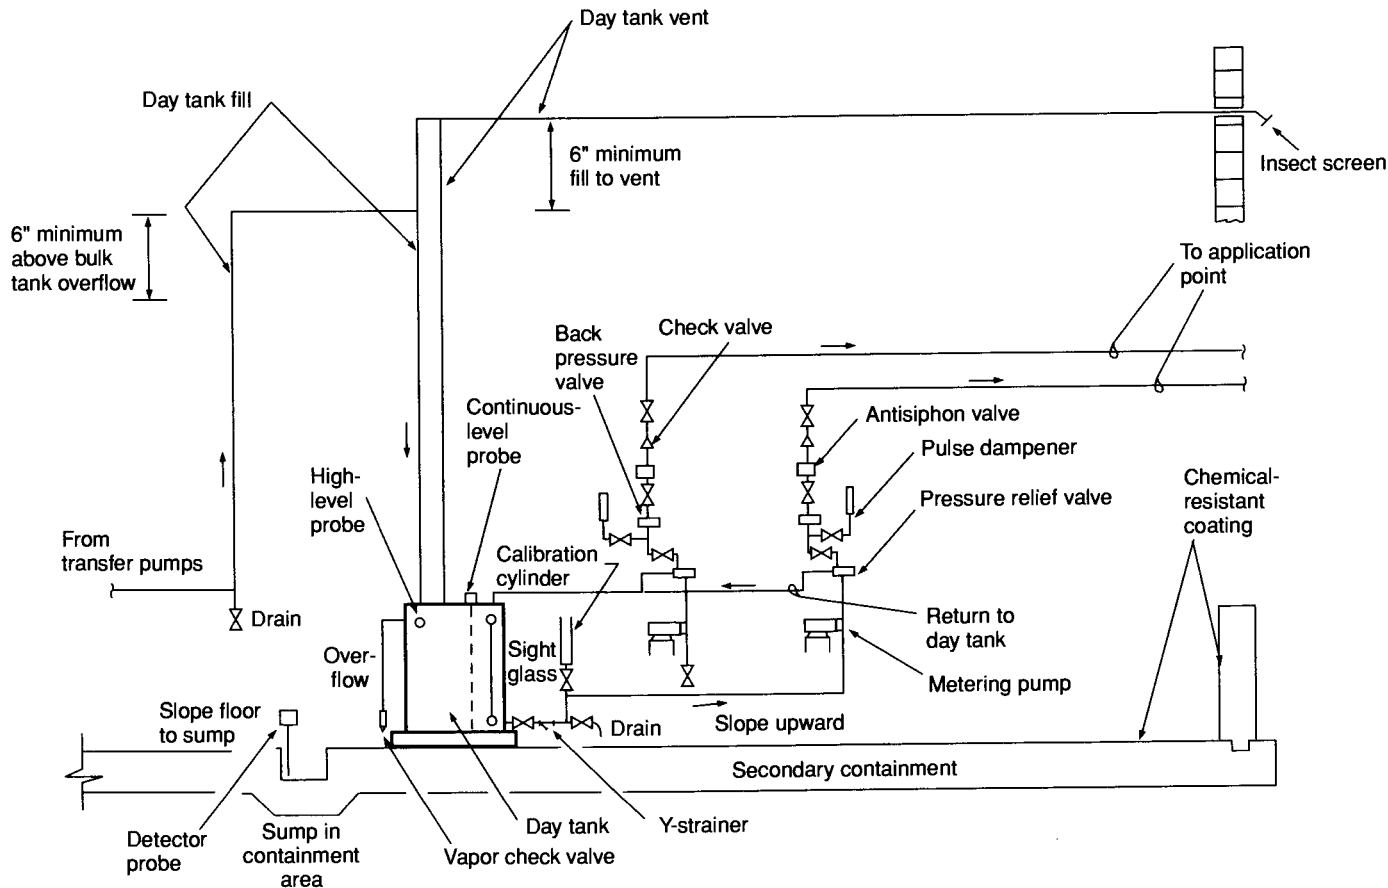 Day tank vent
Day tank fill
6" minimum
fill to vent
Insect screen
6" minimum
above bulk
tank overflow
To application
point
Check valve
Back
pressure
valve
Continuous-
level
probe
Antisiphon valve
Pulse dampener
High-
level
probe
Pressure relief valve
Chemical-
resistant
coating
From
transfer pumps
Calibration
cylinder
Drain
Return to
day tank
Over-
flow
Sight
glass
Metering pump
Slope floor
to sump
Drain
Slope upward
Secondary containment
Detector
probe
Sump in
containment
area
Day tank
Vapor check valve
Y-strainer